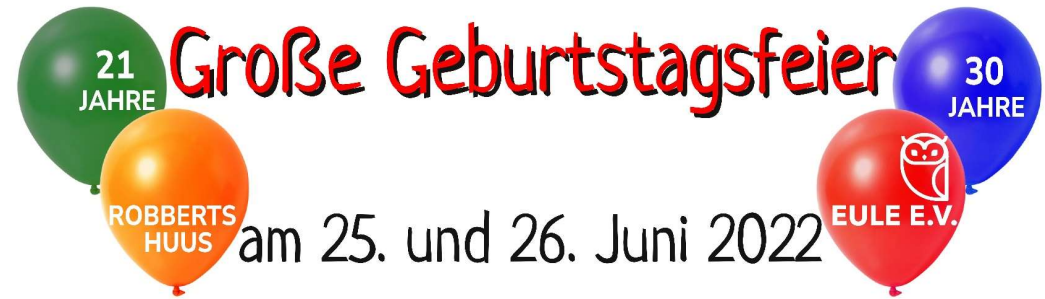 Große Geburtstagsfeier
21
JAHRE
ROBBERTS
HUUS
30
JAHRE
EULE E.V.
am 25. und 26. Juni 2022